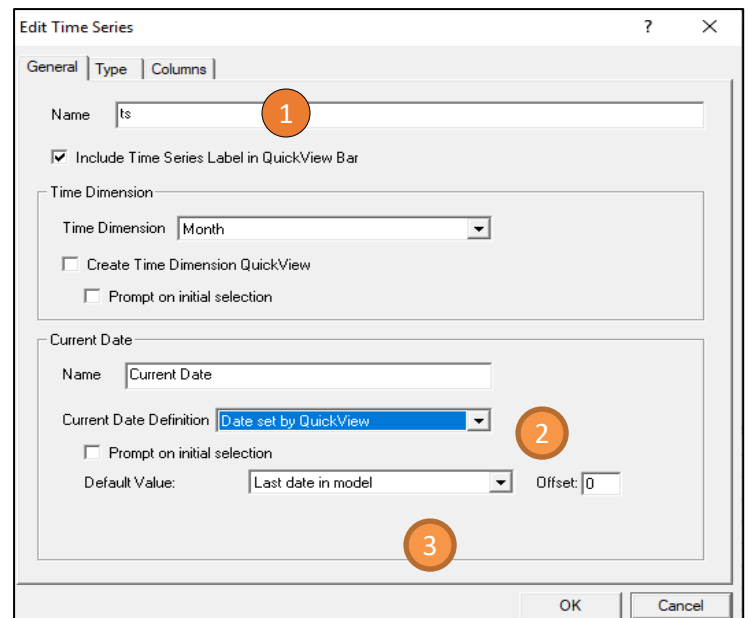 Edit Time Series ? ×
General Type Columns
Name ts 1
Include Time Series Label in QuickView Bar
Time Dimension
Time Dimension Month
Create Time Dimension QuickView
Prompt on initial selection
Current Date
Name Current Date
Current Date Definition Date set by QuickView
2
Prompt on initial selection
Default Value: Last date in model Offset: 0
3
OK Cancel